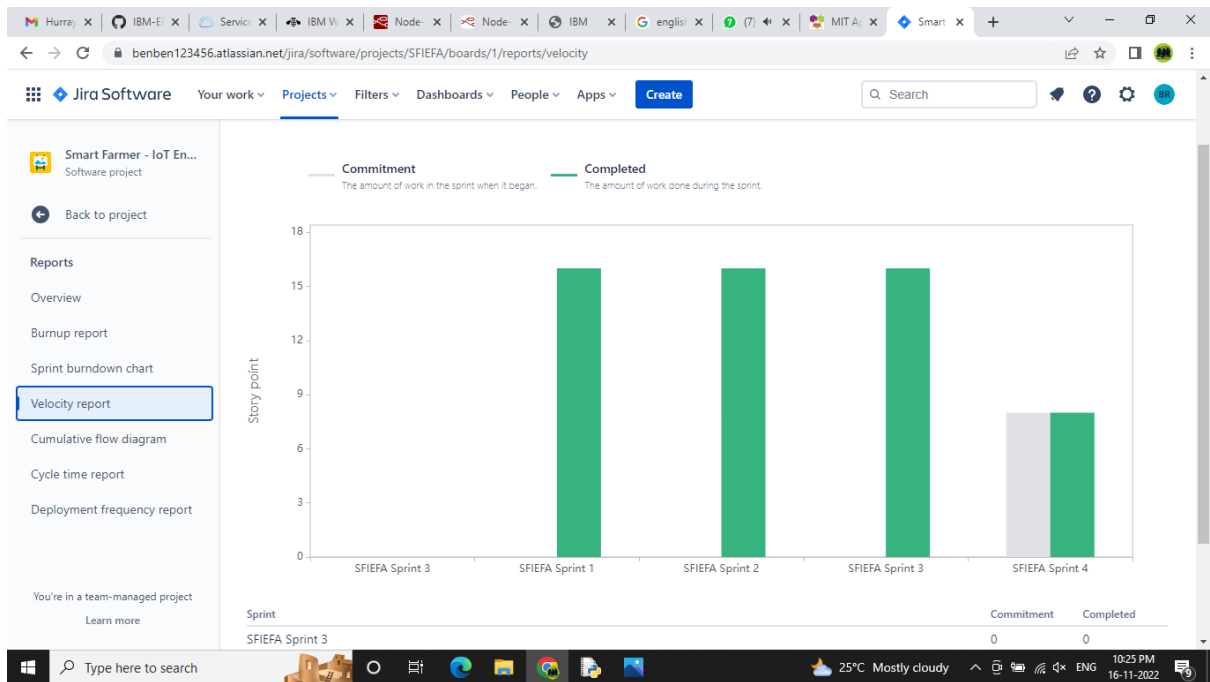 Hurray
IBM-E
Service
IBM W
Node-
Node-
IBM
english
(7)
MIT Ap
Smart
benben123456.atlassian.net/jira/software/projects/SFIEFA/boards/1/reports/velocity
Jira Software
Your work
Projects
Filters
Dashboards
People
Apps
Create
Search
BR
Smart Farmer - IoT En...
Software project
Back to project
Reports
Overview
Burnup report
Sprint burndown chart
Velocity report
Cumulative flow diagram
Cycle time report
Deployment frequency report
You're in a team-managed project
Learn more
Commitment
The amount of work in the sprint when it began.
Completed
The amount of work done during the sprint.
Story point
18
15
12
9
6
3
0
SFIEFA Sprint 3
SFIEFA Sprint 1
SFIEFA Sprint 2
SFIEFA Sprint 3
SFIEFA Sprint 4
Sprint Commitment Completed
SFIEFA Sprint 3 0 0
Type here to search
25°C Mostly cloudy
ENG
10:25 PM
16-11-2022
9